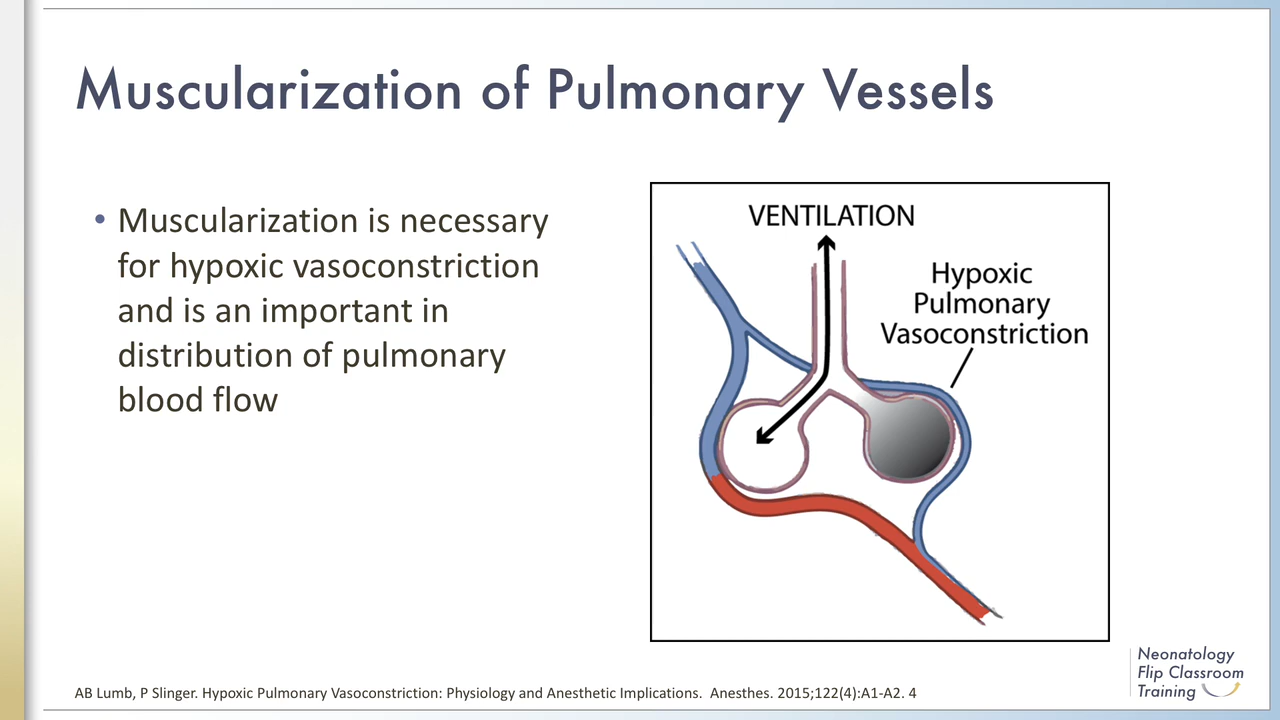 Muscularization of Pulmonary Vessels
• Muscularization is necessary
for hypoxic vasoconstriction
and is an important in
distribution of pulmonary
blood flow
VENTILATION
Hypoxic
Pulmonary
Vasoconstriction
AB Lumb, P Slinger. Hypoxic Pulmonary Vasoconstriction: Physiology and Anesthetic Implications.  Anesthes. 2015;122(4):A1-A2. 4
Neonatology
Flip Classroom
Training